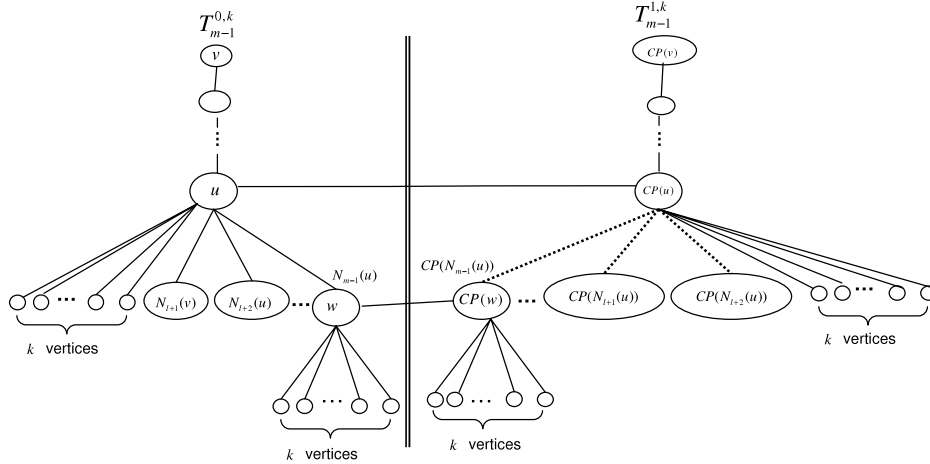 T^{0,k}_{m-1}
T^{1,k}_{m-1}
v
CP(v)
u
CP(u)
N_{m-1}(u)
CP(N_{m-1}(u))
N_{l+1}(v)
N_{l+2}(u)
w
CP(w)
CP(N_{l+1}(u))
CP(N_{l+2}(u))
k vertices
k vertices
k vertices
k vertices